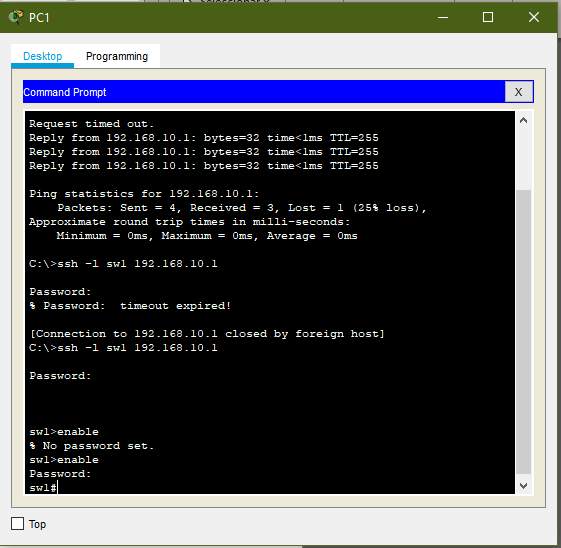 PC1
Desktop
Programming
Command Prompt
X
Request timed out.
Reply from 192.168.10.1: bytes=32 time<1ms TTL=255
Reply from 192.168.10.1: bytes=32 time<1ms TTL=255
Reply from 192.168.10.1: bytes=32 time<1ms TTL=255
Ping statistics for 192.168.10.1:
Packets: Sent = 4, Received = 3, Lost = 1 (25% loss),
Approximate round trip times in milli-seconds:
Minimum = 0ms, Maximum = 0ms, Average = 0ms
C:\>ssh -l sw1 192.168.10.1
Password:
% Password:  timeout expired!
[Connection to 192.168.10.1 closed by foreign host]
C:\>ssh -l sw1 192.168.10.1
Password:
sw1>enable
% No password set.
sw1>enable
Password:
sw1#
Top